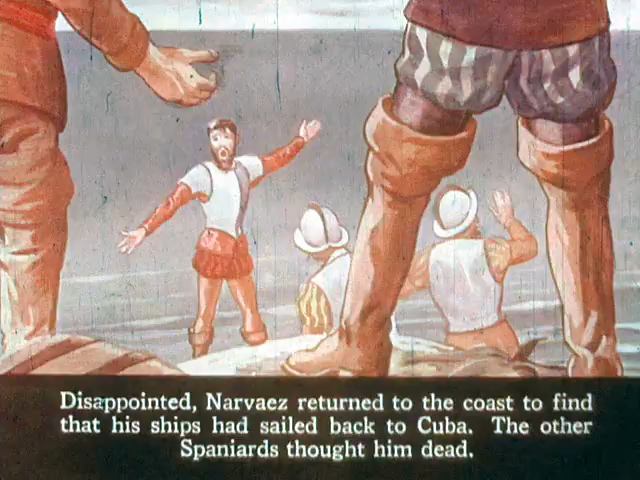 Disappointed, Narvaez returned to the coast to find
that his ships had sailed back to Cuba. The other
Spaniards thought him dead.